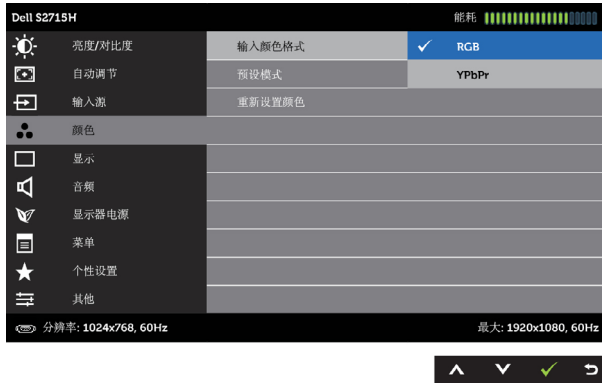 Dell S2715H 能耗
亮度/对比度 输入颜色格式 RGB
自动调节 预设模式 YPbPr
输入源 重新设置颜色
颜色
显示
音频
显示器电源
菜单
个性设置
其他
分辨率: 1024x768, 60Hz 最大: 1920x1080, 60Hz